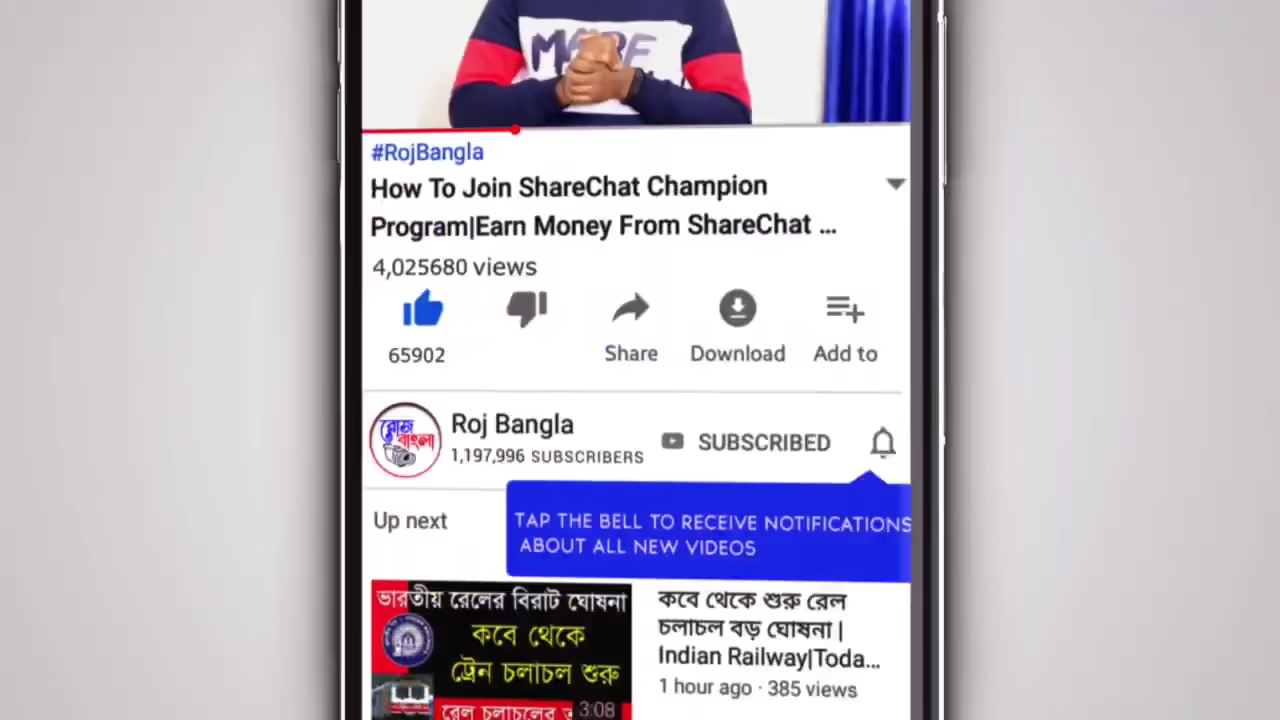 #RojBangla
How To Join ShareChat Champion
Program|Earn Money From ShareChat ...
4,025680 views
65902
Share
Download
Add to
রোজ
বাংলা
Roj Bangla
1,197,996 SUBSCRIBERS
SUBSCRIBED
Up next
TAP THE BELL TO RECEIVE NOTIFICATIONS
ABOUT ALL NEW VIDEOS
ভারতীয় রেলের বিরাট ঘোষনা
কবে থেকে
ট্রেন চলাচল শুরু
রেল চলাচলের
3:08
কবে থেকে শুরু রেল
চলাচল বড় ঘোষনা |
Indian Railway|Toda...
1 hour ago · 385 views